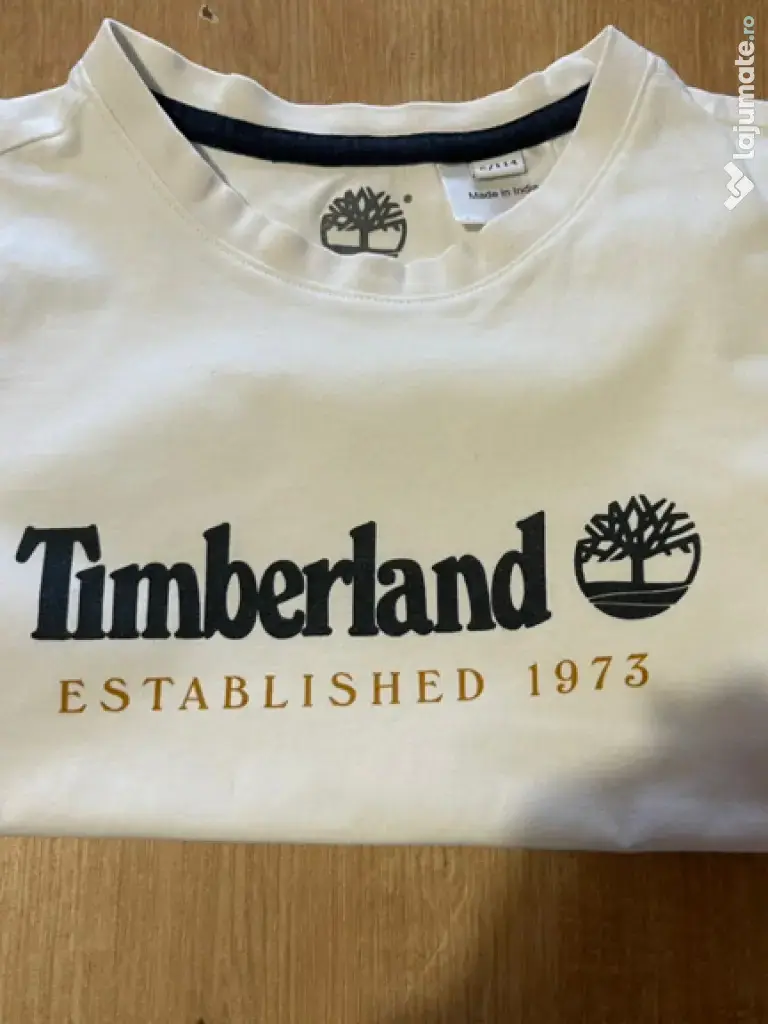 lajumate.ro
Made in India
Timberland
ESTABLISHED 1973